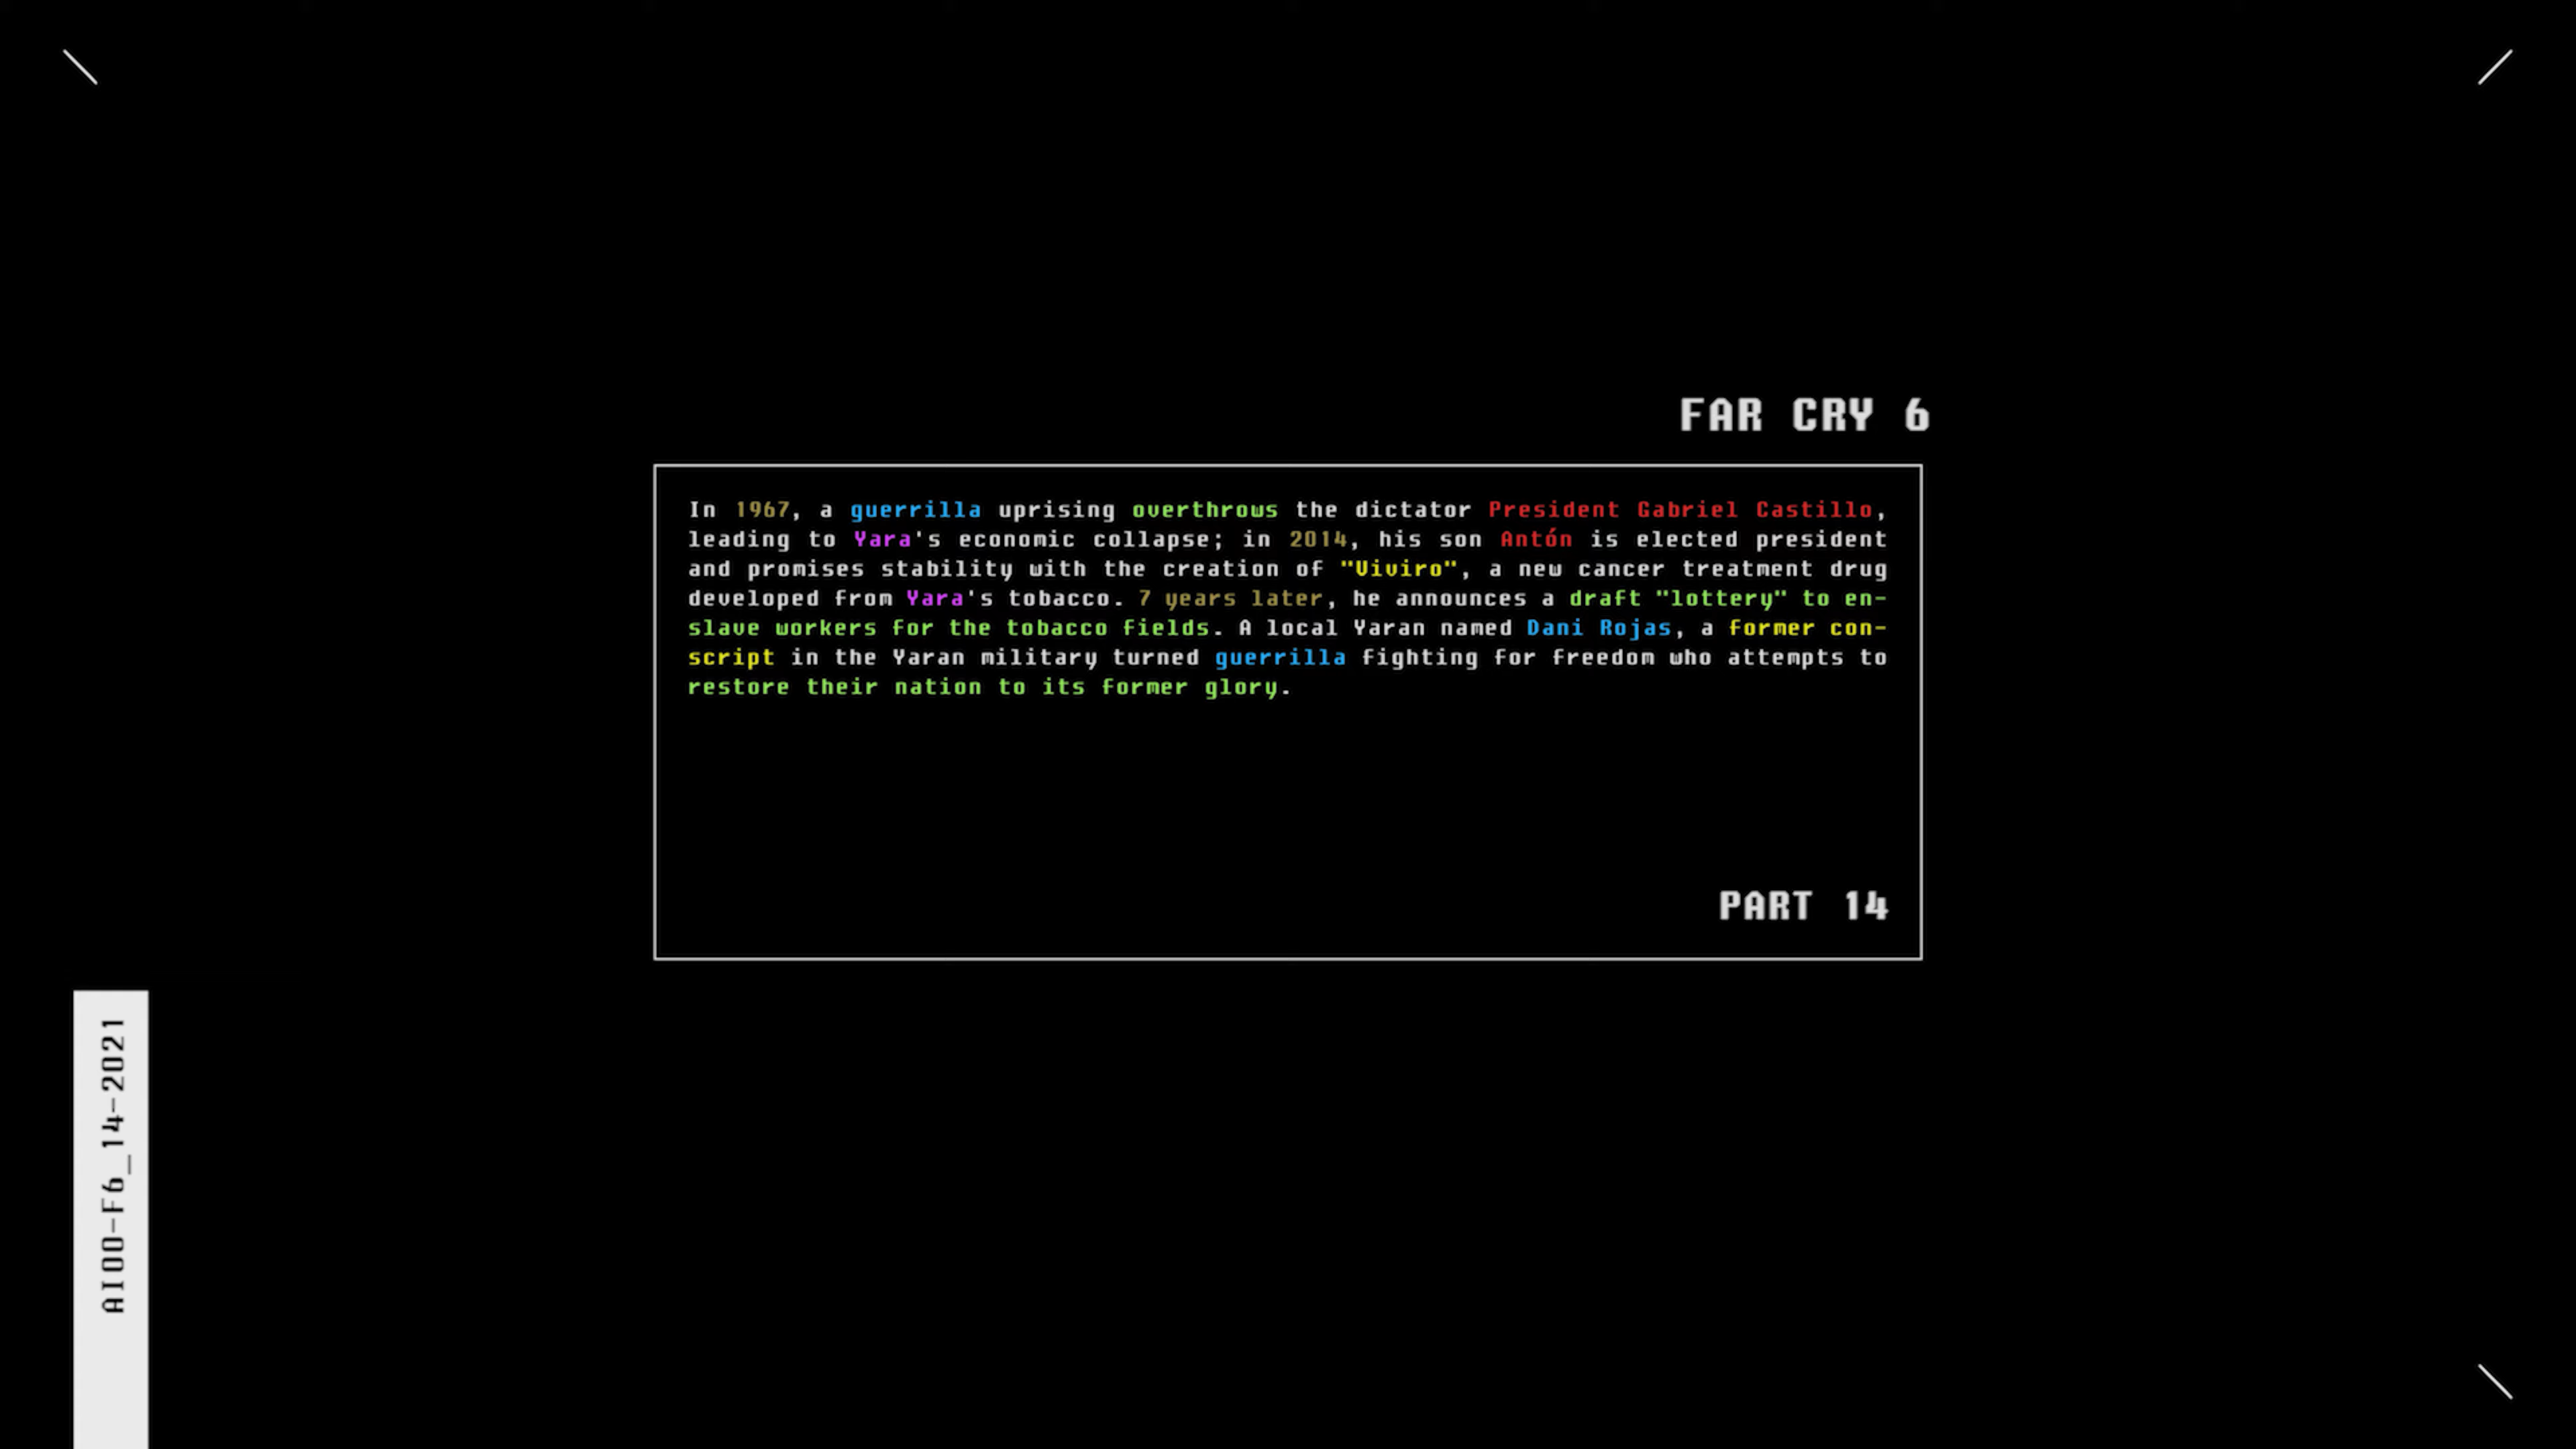 FAR CRY 6
In 1967, a guerrilla uprising overthrows the dictator President Gabriel Castillo,
leading to Yara's economic collapse; in 2014, his son Antón is elected president
and promises stability with the creation of "Viviro", a new cancer treatment drug
developed from Yara's tobacco. 7 years later, he announces a draft "lottery" to en-
slave workers for the tobacco fields. A local Yaran named Dani Rojas, a former con-
script in the Yaran military turned guerrilla fighting for freedom who attempts to
restore their nation to its former glory.
PART 14
AI00-F6_14-2021